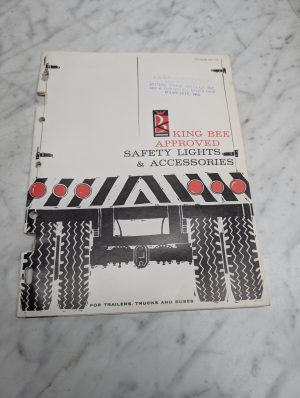 KING BEE
APPROVED
SAFETY LIGHTS
& ACCESSORIES
FOR TRAILERS, TRUCKS AND BUSES